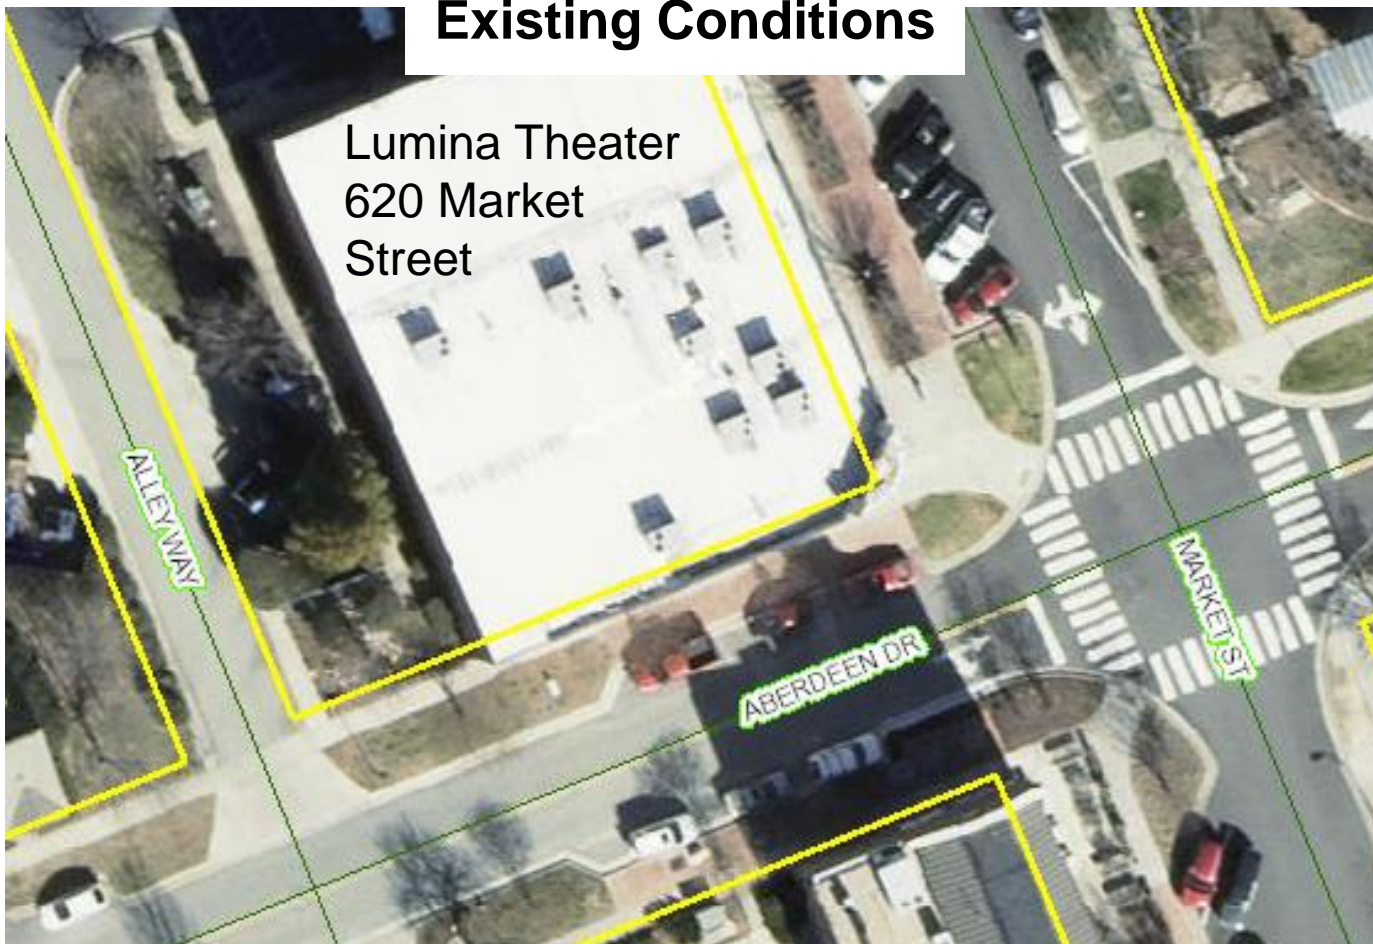 Existing Conditions
Lumina Theater
620 Market
Street
ALLEY WAY
ABERDEEN DR
MARKET ST